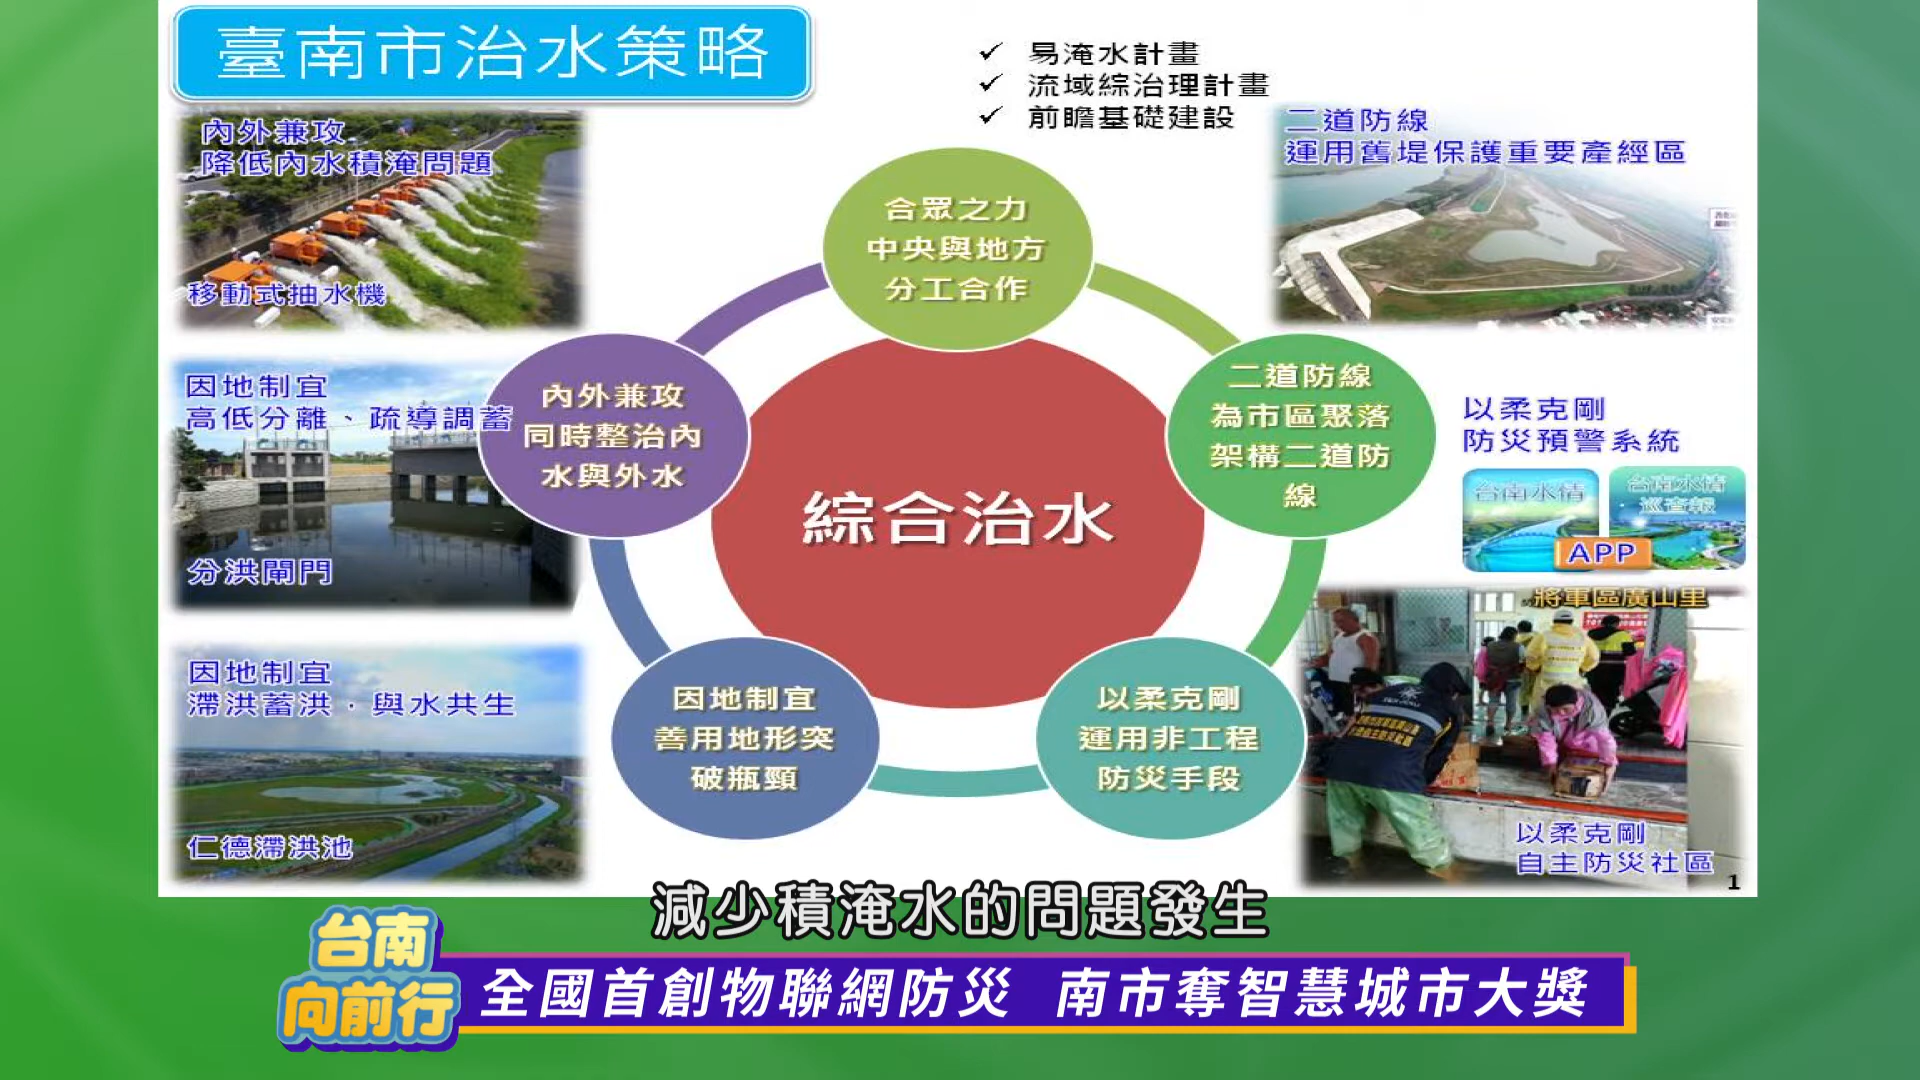 臺南市治水策略
✓ 易淹水計畫
✓ 流域綜治理計畫
✓ 前瞻基礎建設
內外兼攻
降低內水積淹問題
移動式抽水機
二道防線
運用舊堤保護重要產經區
合眾之力
中央與地方
分工合作
因地制宜
高低分離、疏導調蓄
分洪閘門
內外兼攻
同時整治內
水與外水
二道防線
為市區聚落
架構二道防
線
以柔克剛
防災預警系統
台南水情
台南水情
巡查報
APP
綜合治水
因地制宜
滯洪蓄洪．與水共生
仁德滯洪池
因地制宜
善用地形突
破瓶頸
以柔克剛
運用非工程
防災手段
將軍區廣山里
以柔克剛
自主防災社區
1
減少積淹水的問題發生
台南
向前行
全國首創物聯網防災 南市奪智慧城市大獎